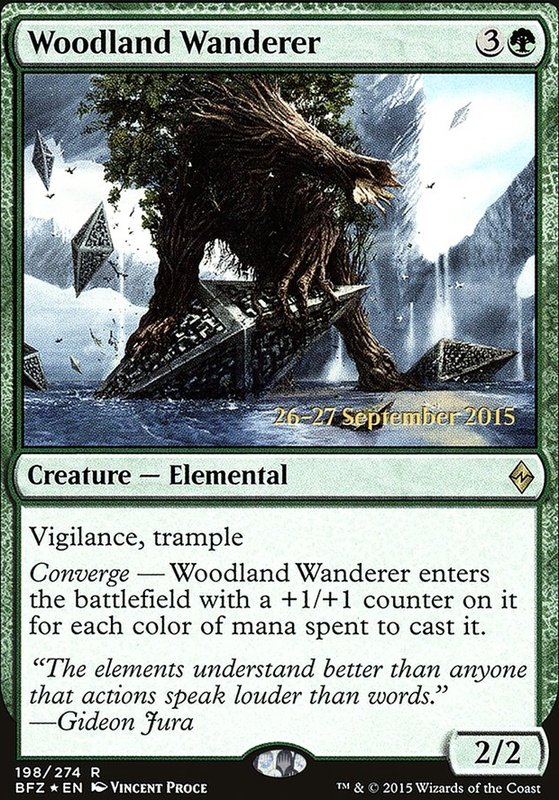 Woodland Wanderer 3
26–27 September 2015
Creature — Elemental
Vigilance, trample
Converge — Woodland Wanderer enters
the battlefield with a +1/+1 counter on it
for each color of mana spent to cast it.
“The elements understand better than anyone
that actions speak louder than words.”
—Gideon Jura
2/2
198/274 R
BFZ ★ EN Vincent Proce
™ & © 2015 Wizards of the Coast